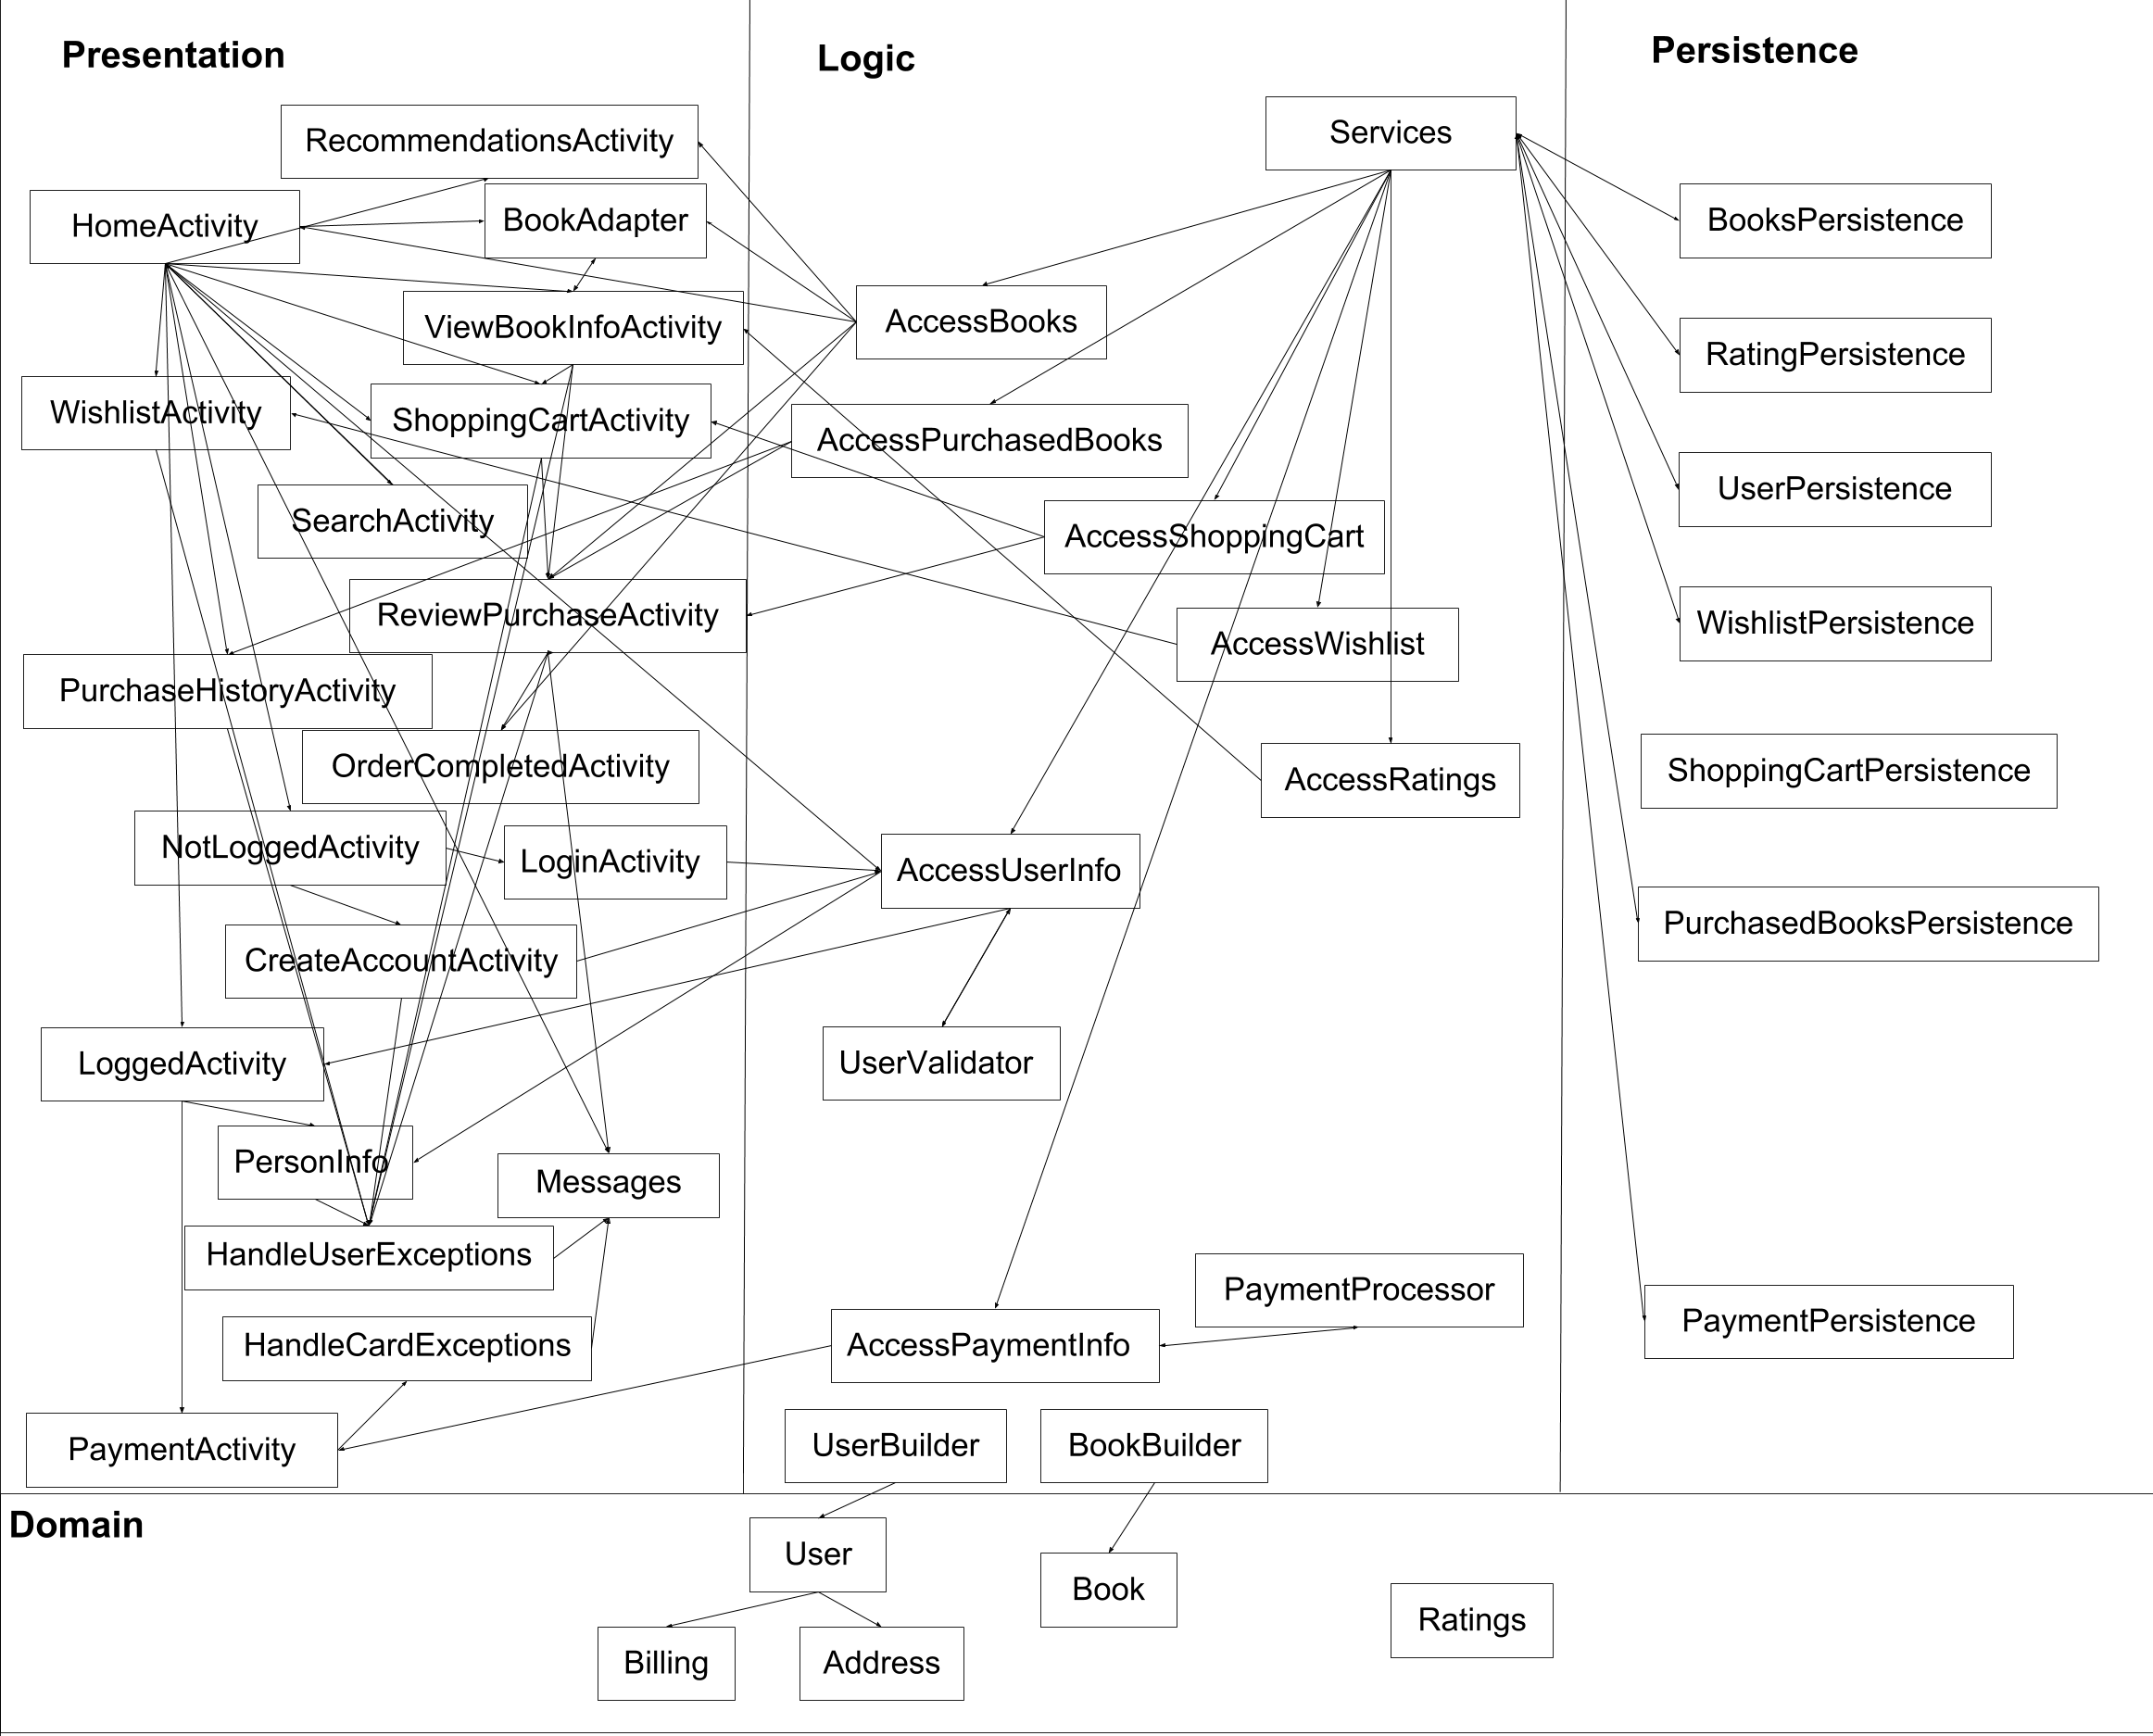 Presentation
RecommendationsActivity
HomeActivity
BookAdapter
ViewBookInfoActivity
WishlistActivity
ShoppingCartActivity
SearchActivity
ReviewPurchaseActivity
PurchaseHistoryActivity
OrderCompletedActivity
NotLoggedActivity
LoginActivity
CreateAccountActivity
LoggedActivity
PersonInfo
Messages
HandleUserExceptions
HandleCardExceptions
PaymentActivity
Logic
Services
AccessBooks
AccessPurchasedBooks
AccessShoppingCart
AccessWishlist
AccessRatings
AccessUserInfo
UserValidator
PaymentProcessor
AccessPaymentInfo
UserBuilder
BookBuilder
Persistence
BooksPersistence
RatingPersistence
UserPersistence
WishlistPersistence
ShoppingCartPersistence
PurchasedBooksPersistence
PaymentPersistence
Domain
User
Book
Ratings
Billing
Address